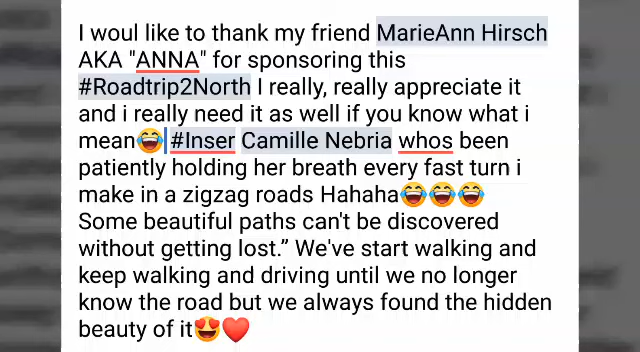 I woul like to thank my friend MarieAnn Hirsch
AKA "ANNA" for sponsoring this
#Roadtrip2North I really, really appreciate it
and i really need it as well if you know what i
mean😂 #Inser Camille Nebria whos been
patiently holding her breath every fast turn i
make in a zigzag roads Hahaha😂😂😂
Some beautiful paths can't be discovered
without getting lost.” We've start walking and
keep walking and driving until we no longer
know the road but we always found the hidden
beauty of it😍❤️